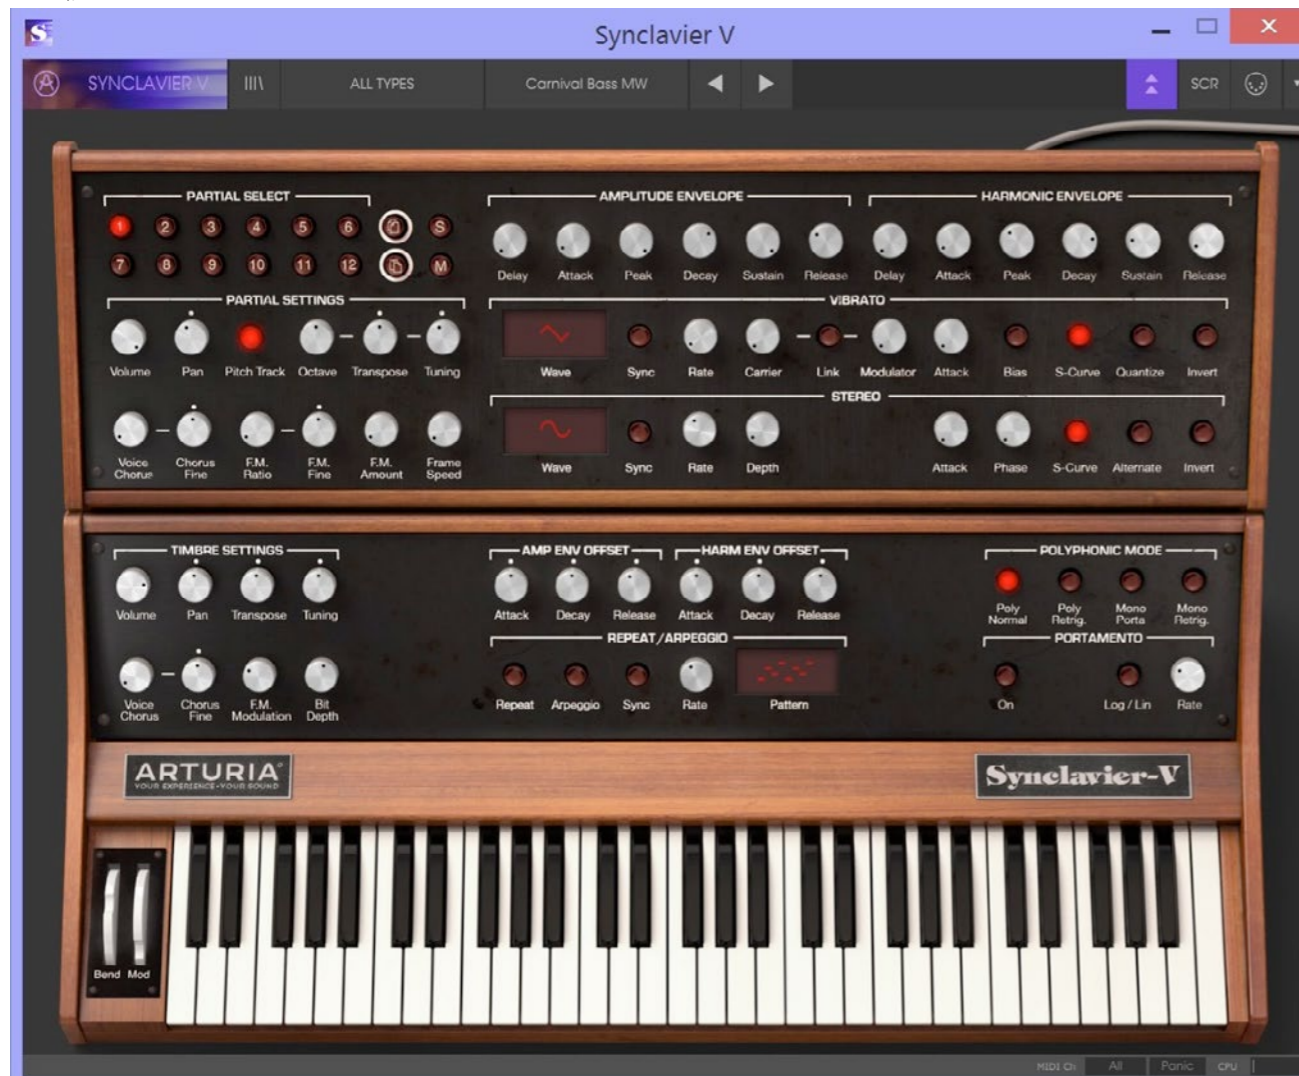 Synclavier V
SYNCLAVIER V ALL TYPES Carnival Bass MW SCR
PARTIAL SELECT AMPLITUDE ENVELOPE HARMONIC ENVELOPE
1 2 3 4 5 6 S
7 8 9 10 11 12 M
Delay Attack Peak Decay Sustain Release Delay Attack Peak Decay Sustain Release
PARTIAL SETTINGS VIBRATO
Volume Pan Pitch Track Octave Transpose Tuning Wave Sync Rate Carrier Link Modulator Attack Bias S-Curve Quantize Invert
STEREO
Voice Chorus F.M. F.M. F.M. Frame
Chorus Fine Ratio Fine Amount Speed
Wave Sync Rate Depth Attack Phase S-Curve Alternate Invert
TIMBRE SETTINGS AMP ENV OFFSET HARM ENV OFFSET POLYPHONIC MODE
Volume Pan Transpose Tuning Attack Decay Release Attack Decay Release
Poly Poly Mono Mono
Normal Retrig. Porta Retrig.
REPEAT/ARPEGGIO PORTAMENTO
Voice Chorus F.M. Bit
Chorus Fine Modulation Depth
Repeat Arpeggio Sync Rate Pattern On Log / Lin Rate
ARTURIA Synclavier-V
YOUR EXPERIENCE-YOUR SOUND
Bend Mod
MIDI Ch All Panic CPU